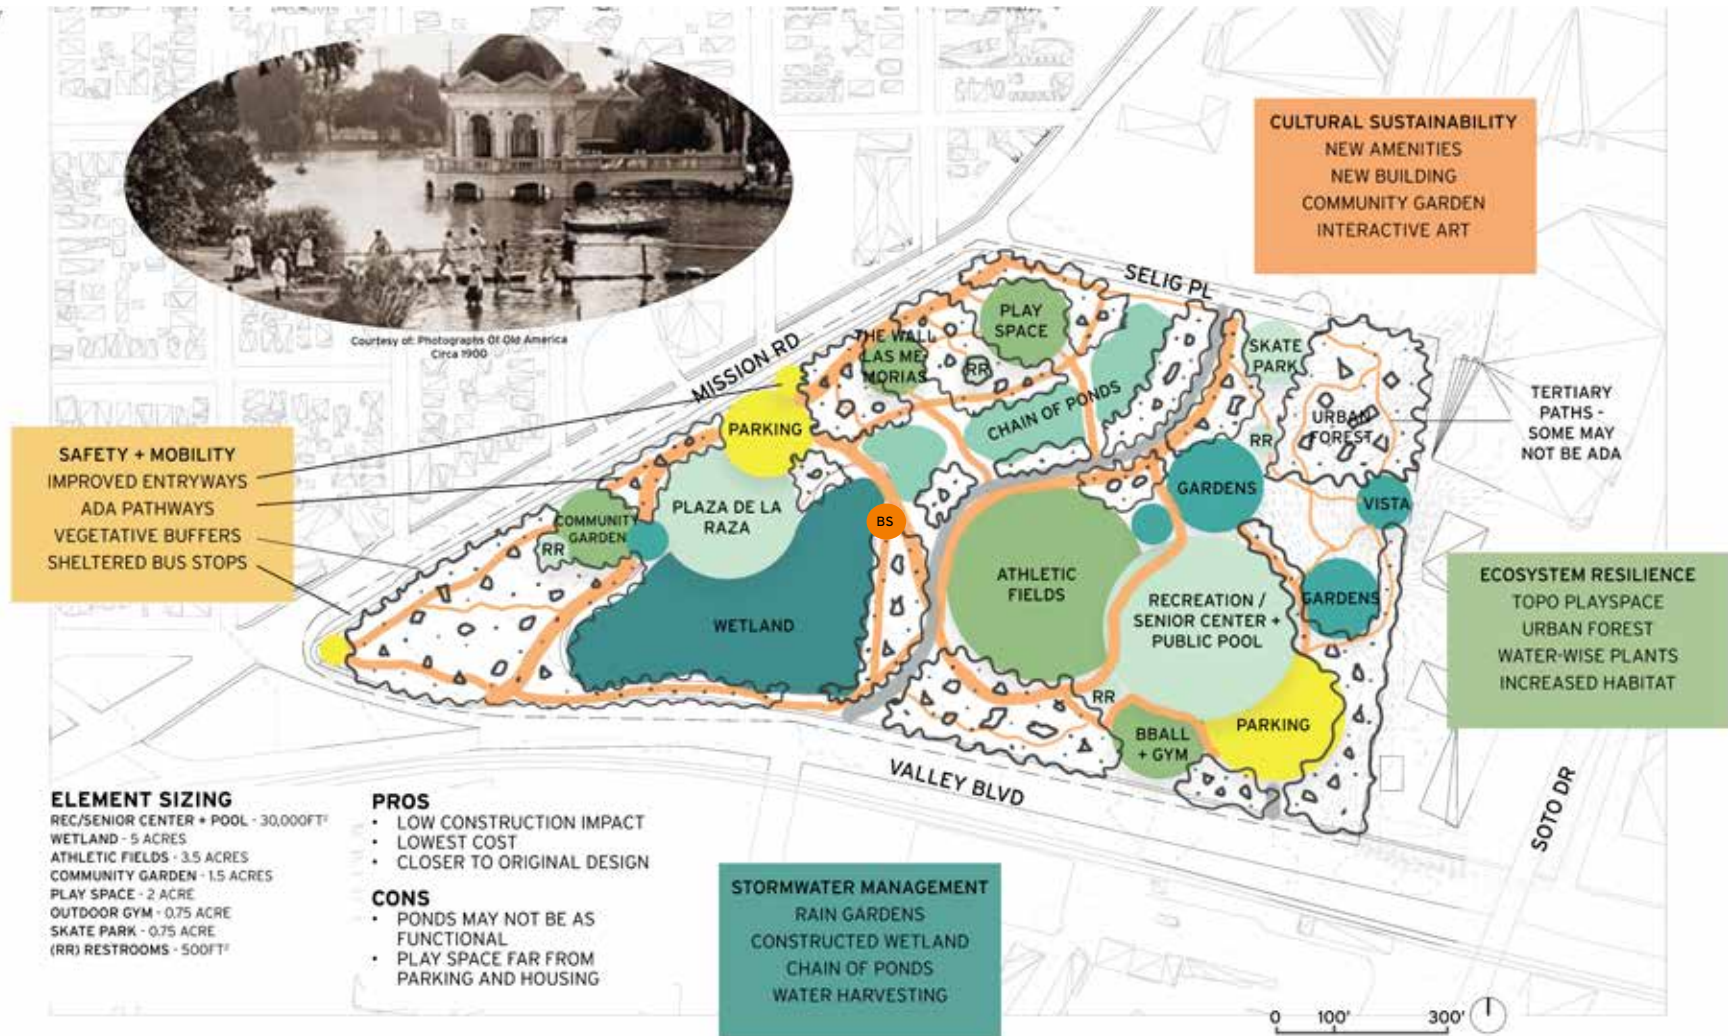 Courtesy of: Photographs Of Old America
Circa 1900
CULTURAL SUSTAINABILITY
NEW AMENITIES
NEW BUILDING
COMMUNITY GARDEN
INTERACTIVE ART
SELIG PL
MISSION RD
PLAY
SPACE
THE WALL
LAS ME
MORIAS
RR
SKATE
PARK
CHAIN OF PONDS
URBAN
FOREST
RR
TERTIARY
PATHS -
SOME MAY
NOT BE ADA
SAFETY + MOBILITY
IMPROVED ENTRYWAYS
ADA PATHWAYS
VEGETATIVE BUFFERS
SHELTERED BUS STOPS
PARKING
PLAZA DE LA
RAZA
COMMUNITY
GARDEN
RR
BS
GARDENS
VISTA
WETLAND
ATHLETIC
FIELDS
RECREATION /
SENIOR CENTER +
PUBLIC POOL
GARDENS
ECOSYSTEM RESILIENCE
TOPO PLAYSPACE
URBAN FOREST
WATER-WISE PLANTS
INCREASED HABITAT
RR
BBALL
+ GYM
PARKING
VALLEY BLVD
SOTO DR
ELEMENT SIZING
REC/SENIOR CENTER + POOL - 30,000FT²
WETLAND - 5 ACRES
ATHLETIC FIELDS - 3.5 ACRES
COMMUNITY GARDEN - 1.5 ACRES
PLAY SPACE - 2 ACRE
OUTDOOR GYM - 0.75 ACRE
SKATE PARK - 0.75 ACRE
(RR) RESTROOMS - 500FT²
PROS
• LOW CONSTRUCTION IMPACT
• LOWEST COST
• CLOSER TO ORIGINAL DESIGN
CONS
• PONDS MAY NOT BE AS
FUNCTIONAL
• PLAY SPACE FAR FROM
PARKING AND HOUSING
STORMWATER MANAGEMENT
RAIN GARDENS
CONSTRUCTED WETLAND
CHAIN OF PONDS
WATER HARVESTING
0 100' 300'